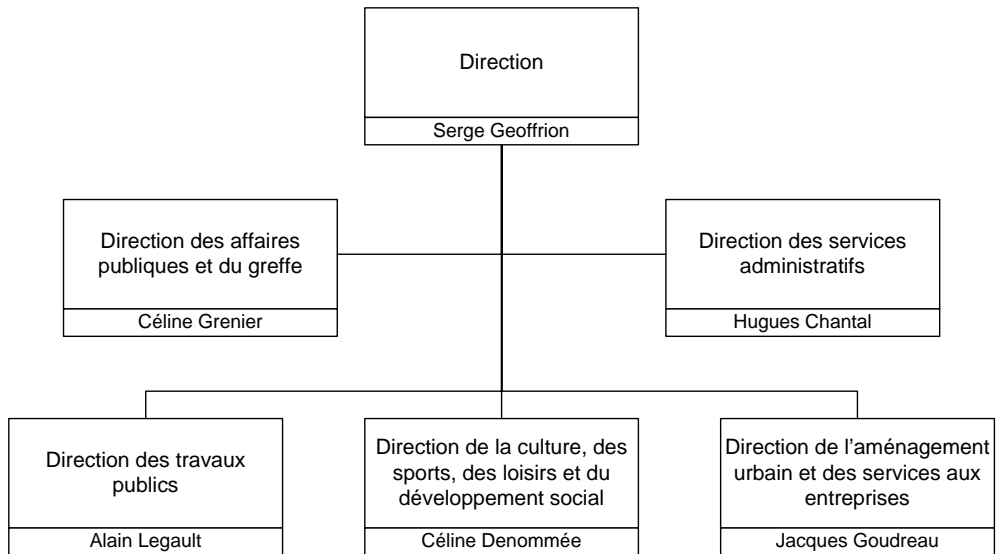 Direction
Serge Geoffrion
Direction des affaires
publiques et du greffe
Céline Grenier
Direction des services
administratifs
Hugues Chantal
Direction des travaux
publics
Alain Legault
Direction de la culture, des
sports, des loisirs et du
développement social
Céline Denommée
Direction de l’aménagement
urbain et des services aux
entreprises
Jacques Goudreau